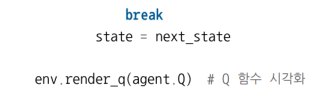 break
state = next_state
env.render_q(agent.Q) # Q 함수 시각화